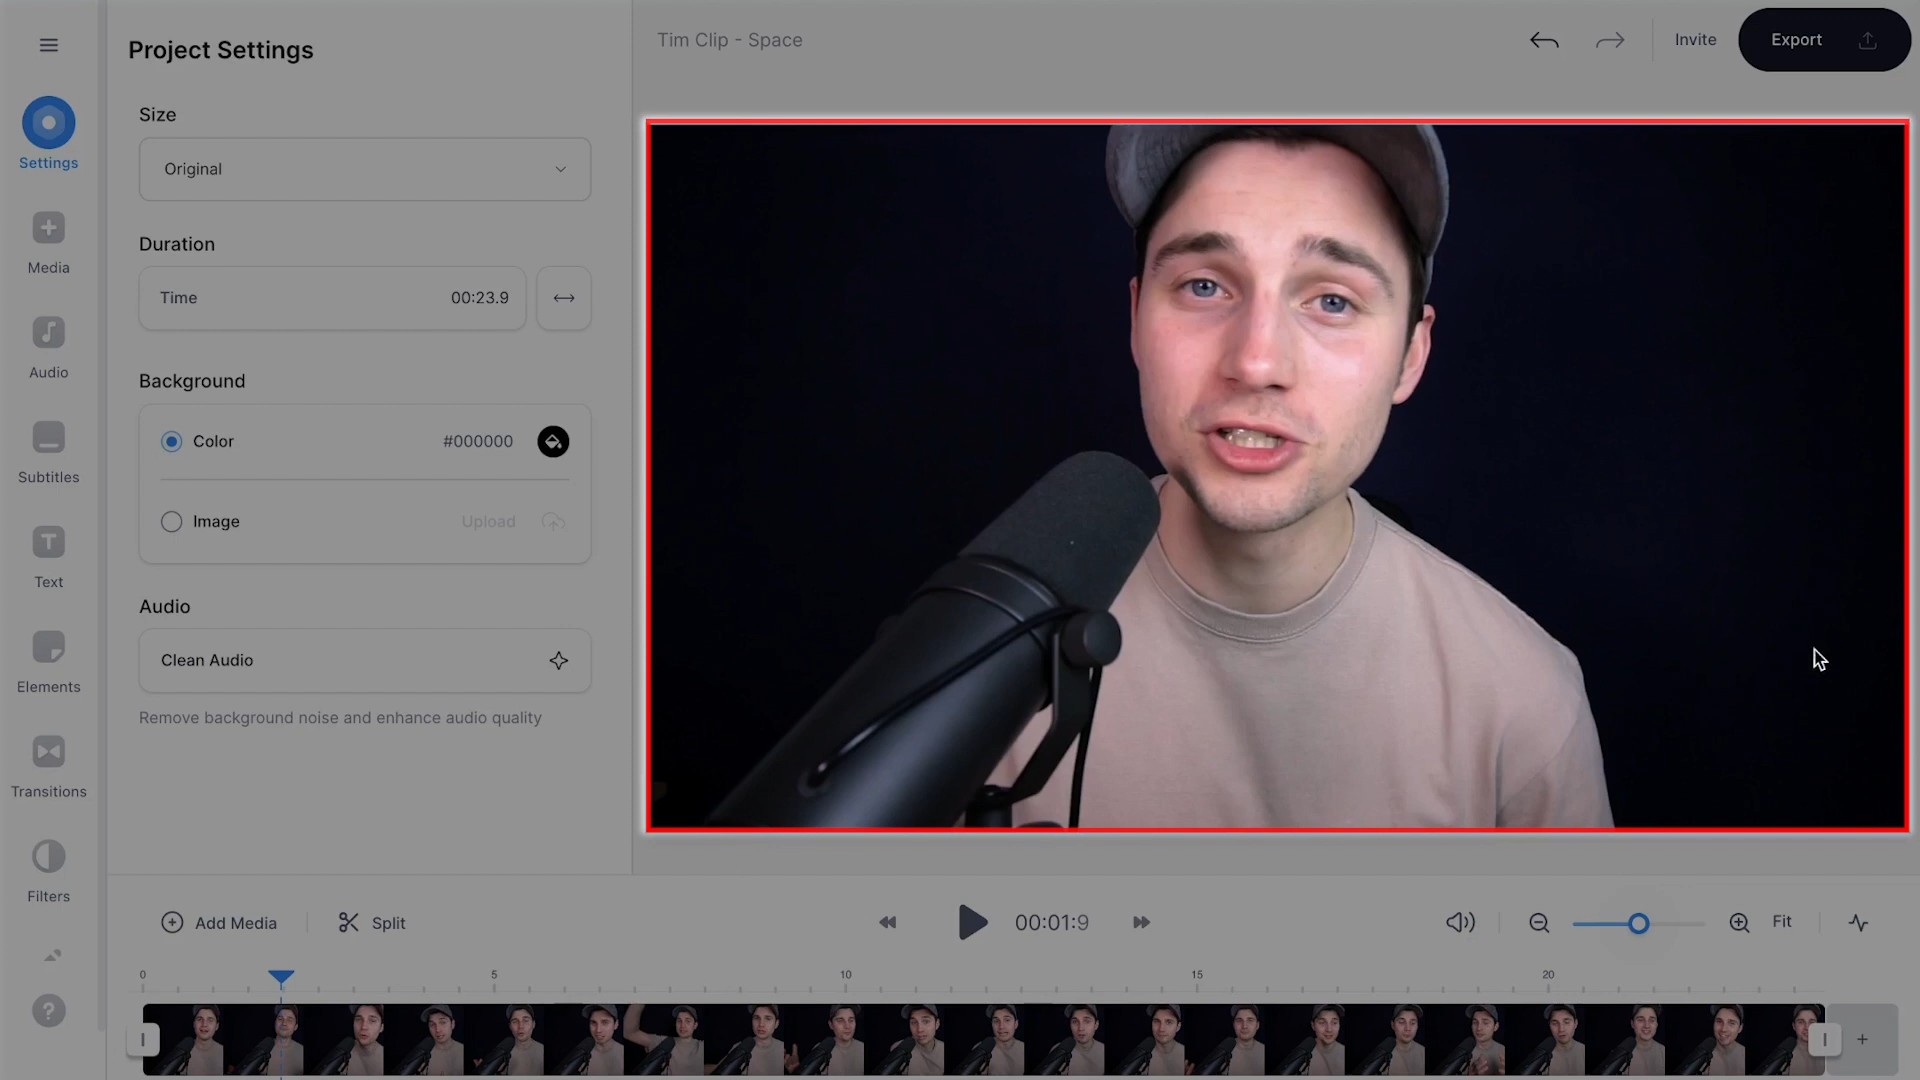 Project Settings
Tim Clip - Space
Invite
Export
Settings
Media
Audio
Subtitles
Text
Elements
Transitions
Filters
?
Size
Original
Duration
Time 00:23.9
Background
Color #000000
Image Upload
Audio
Clean Audio
Remove background noise and enhance audio quality
Add Media
Split
00:01:9
Fit
0 5 10 15 20